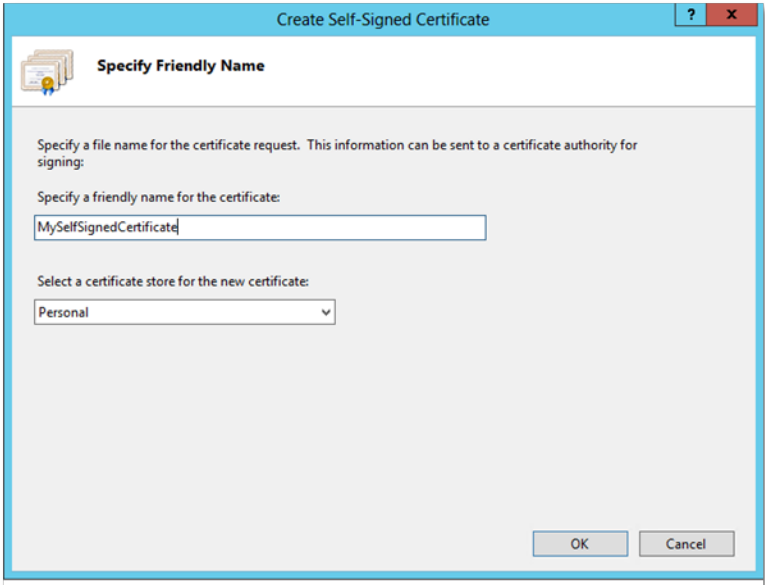 Create Self-Signed Certificate
? x
Specify Friendly Name
Specify a file name for the certificate request.  This information can be sent to a certificate authority for
signing:
Specify a friendly name for the certificate:
MySelfSignedCertificate
Select a certificate store for the new certificate:
Personal
OK Cancel